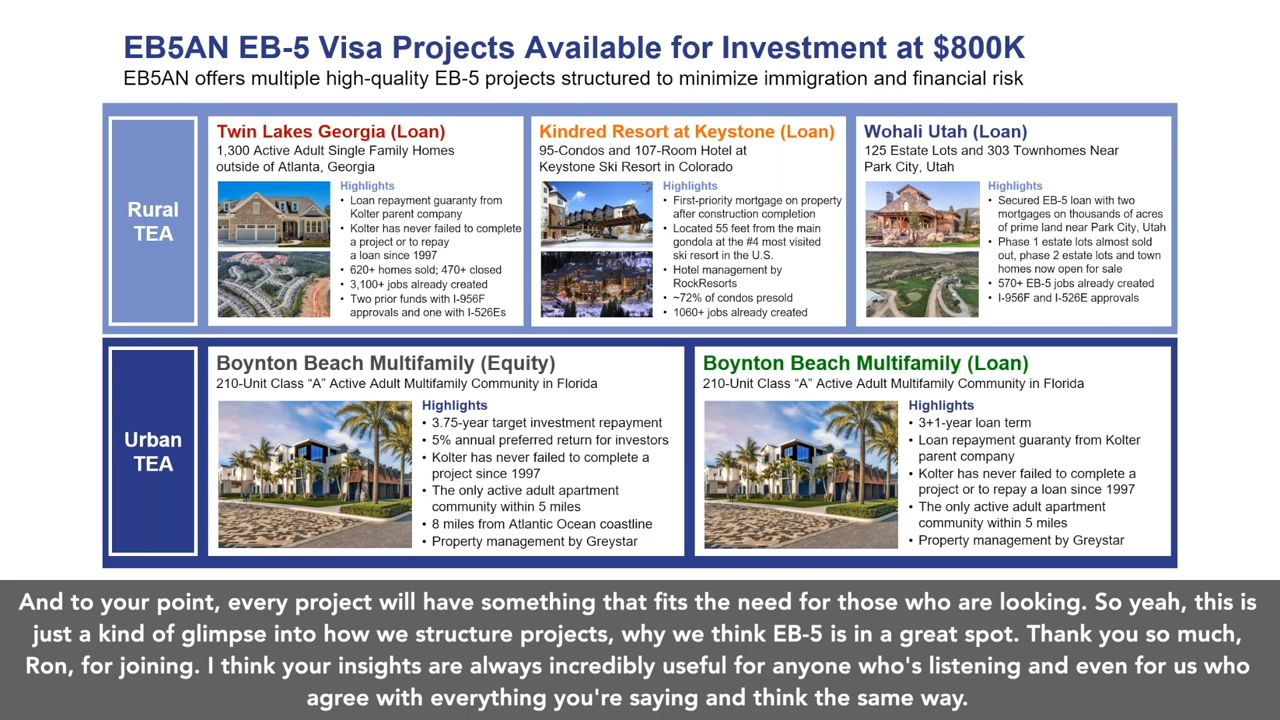 EB5AN EB-5 Visa Projects Available for Investment at $800K
EB5AN offers multiple high-quality EB-5 projects structured to minimize immigration and financial risk
Rural
TEA
Twin Lakes Georgia (Loan)
1,300 Active Adult Single Family Homes
outside of Atlanta, Georgia
Highlights
• Loan repayment guaranty from
Kolter parent company
• Kolter has never failed to complete
a project or to repay
a loan since 1997
• 620+ homes sold; 470+ closed
• 3,100+ jobs already created
• Two prior funds with I-956F
approvals and one with I-526Es
Kindred Resort at Keystone (Loan)
95-Condos and 107-Room Hotel at
Keystone Ski Resort in Colorado
Highlights
• First-priority mortgage on property
after construction completion
• Located 55 feet from the main
gondola at the #4 most visited
ski resort in the U.S.
• Hotel management by
RockResorts
• ~72% of condos presold
• 1060+ jobs already created
Wohali Utah (Loan)
125 Estate Lots and 303 Townhomes Near
Park City, Utah
Highlights
• Secured EB-5 loan with two
mortgages on thousands of acres
of prime land near Park City, Utah
• Phase 1 estate lots almost sold
out, phase 2 estate lots and town
homes now open for sale
• 570+ EB-5 jobs already created
• I-956F and I-526E approvals
Urban
TEA
Boynton Beach Multifamily (Equity)
210-Unit Class “A” Active Adult Multifamily Community in Florida
Highlights
• 3.75-year target investment repayment
• 5% annual preferred return for investors
• Kolter has never failed to complete a
project since 1997
• The only active adult apartment
community within 5 miles
• 8 miles from Atlantic Ocean coastline
• Property management by Greystar
Boynton Beach Multifamily (Loan)
210-Unit Class “A” Active Adult Multifamily Community in Florida
Highlights
• 3+1-year loan term
• Loan repayment guaranty from Kolter
parent company
• Kolter has never failed to complete a
project or to repay a loan since 1997
• The only active adult apartment
community within 5 miles
• Property management by Greystar
And to your point, every project will have something that fits the need for those who are looking. So yeah, this is
just a kind of glimpse into how we structure projects, why we think EB-5 is in a great spot. Thank you so much,
Ron, for joining. I think your insights are always incredibly useful for anyone who's listening and even for us who
agree with everything you're saying and think the same way.